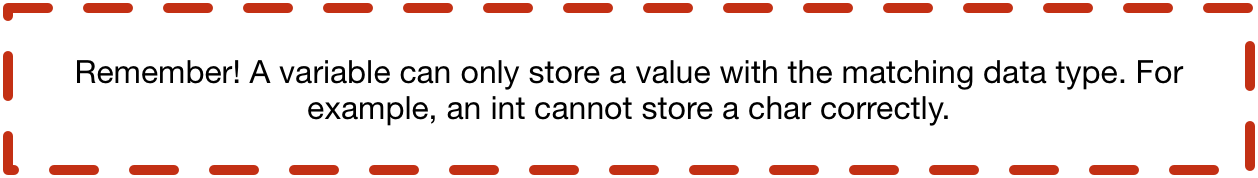 Remember! A variable can only store a value with the matching data type. For
example, an int cannot store a char correctly.